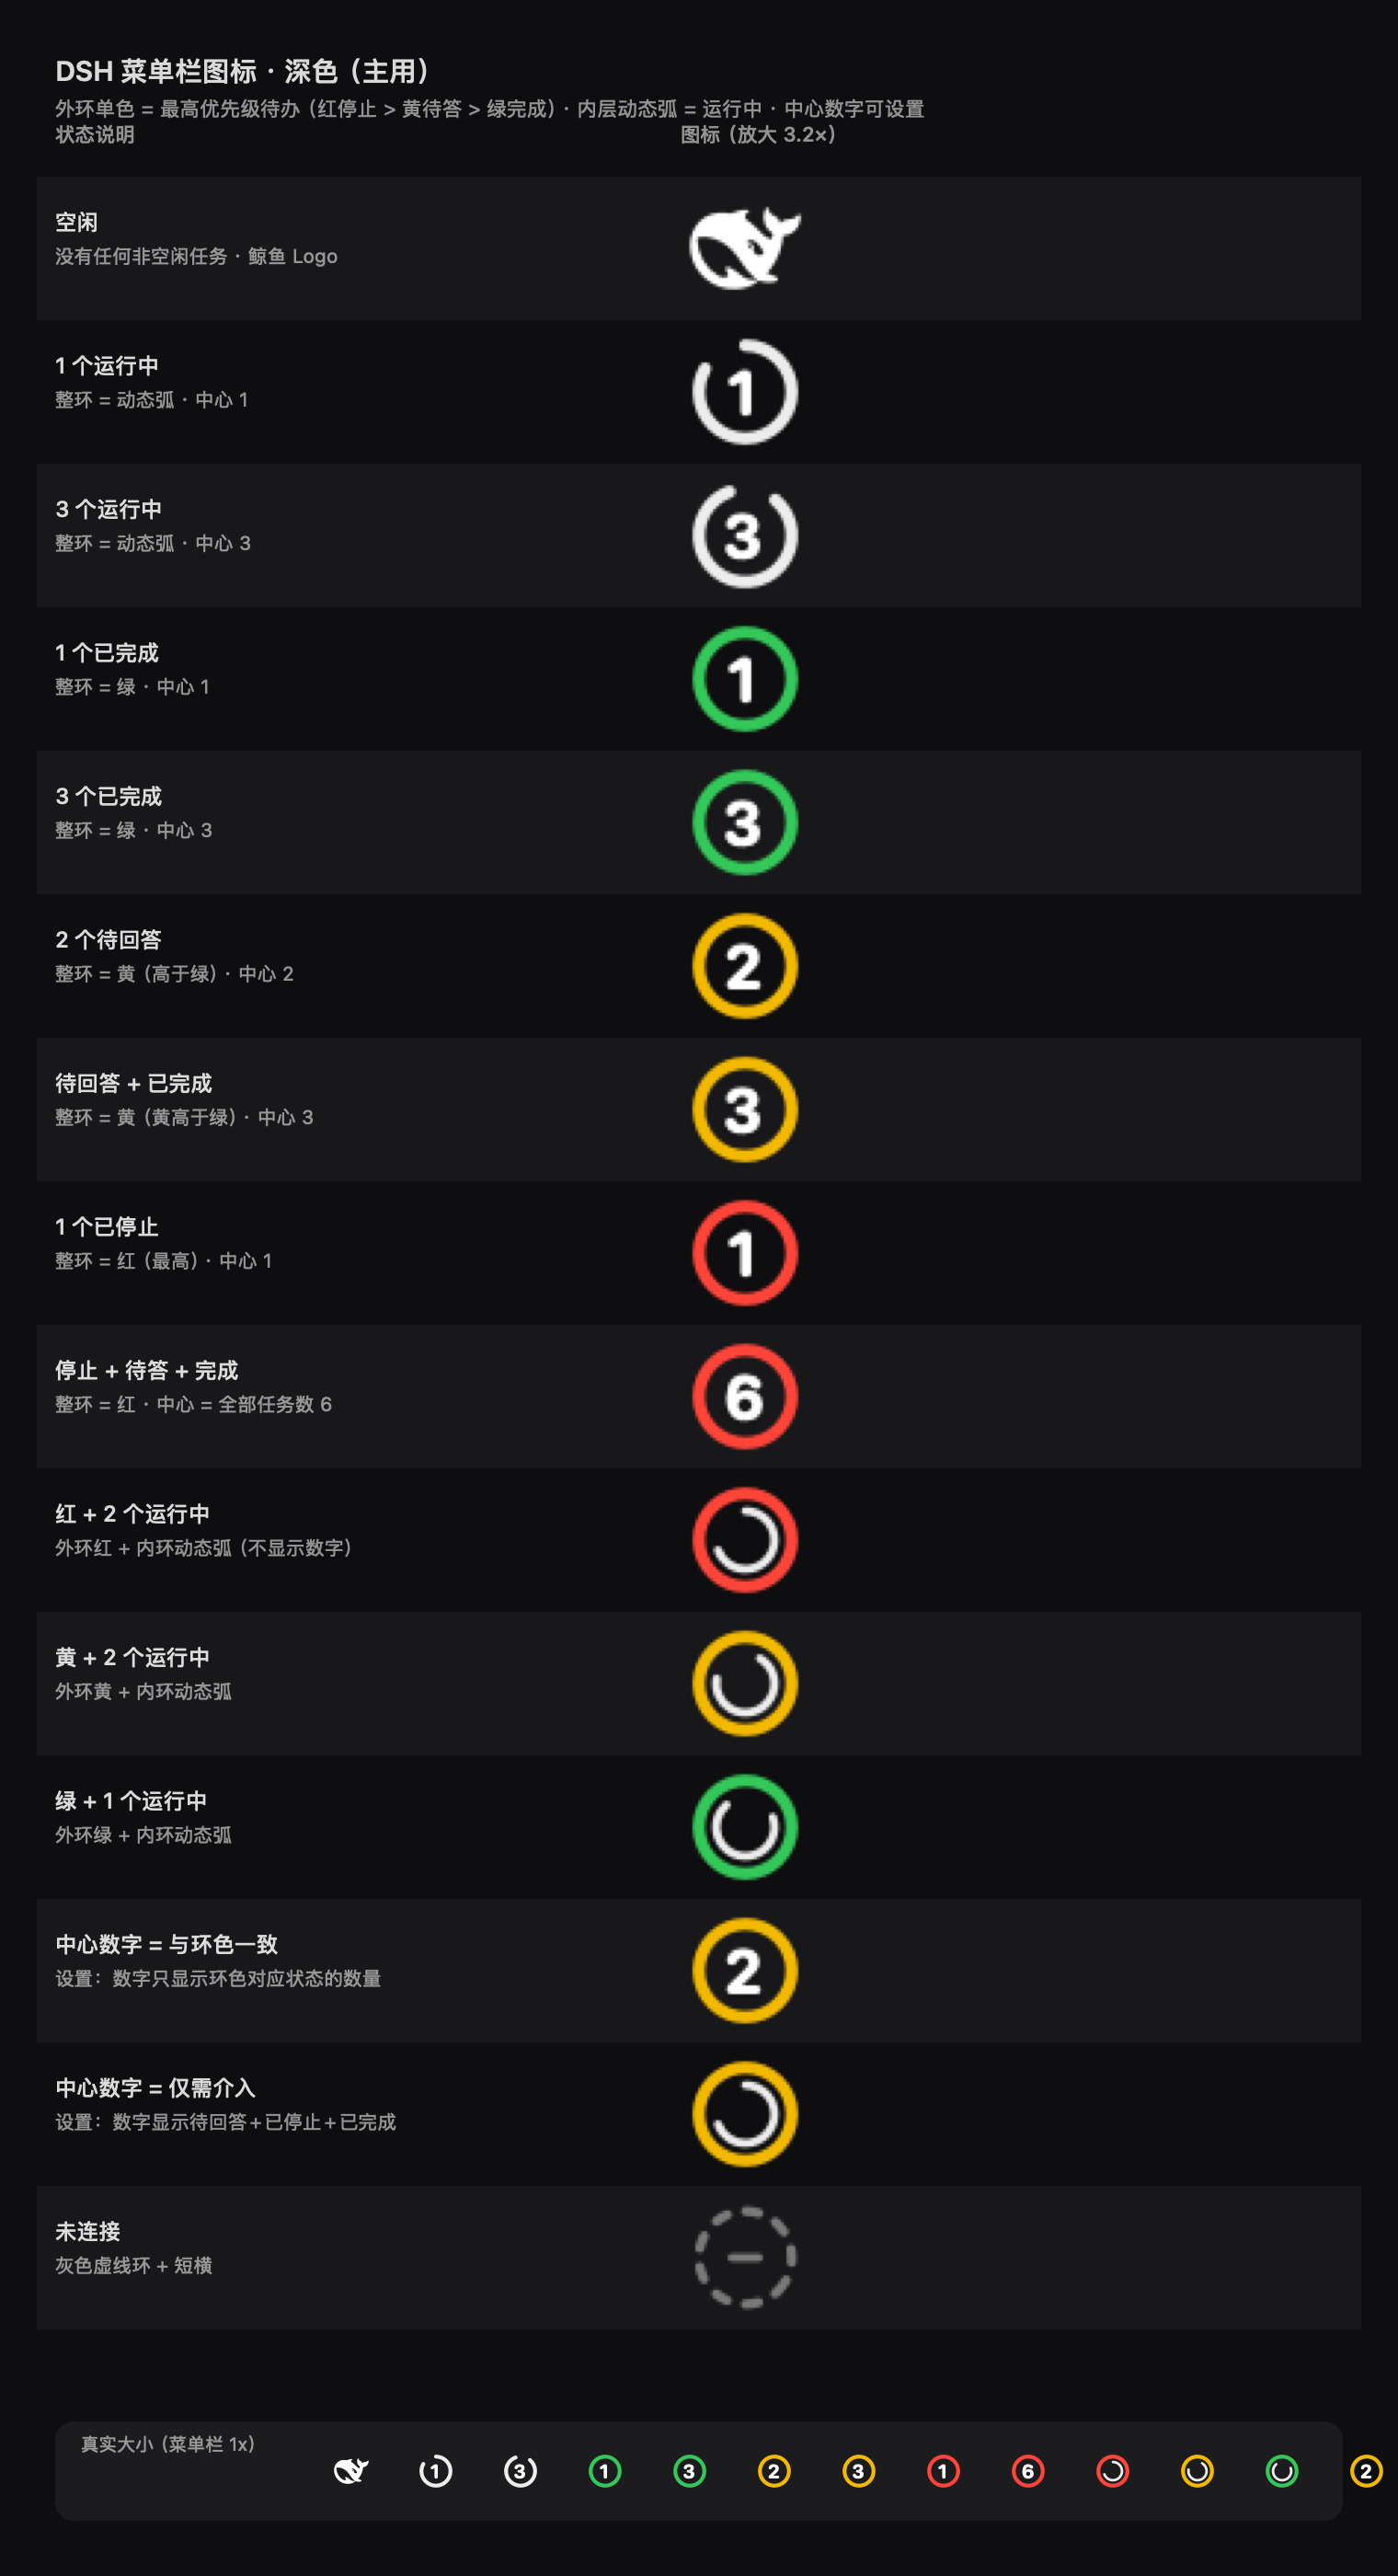 DSH 菜单栏图标 · 深色（主用）
外环单色 = 最高优先级待办（红停止 > 黄待答 > 绿完成）· 内层动态弧 = 运行中 · 中心数字可设置
状态说明 图标（放大 3.2×）
空闲
没有任何非空闲任务 · 鲸鱼 Logo
1 个运行中
整环 = 动态弧 · 中心 1
1
3 个运行中
整环 = 动态弧 · 中心 3
3
1 个已完成
整环 = 绿 · 中心 1
1
3 个已完成
整环 = 绿 · 中心 3
3
2 个待回答
整环 = 黄（高于绿）· 中心 2
2
待回答 + 已完成
整环 = 黄（黄高于绿）· 中心 3
3
1 个已停止
整环 = 红（最高）· 中心 1
1
停止 + 待答 + 完成
整环 = 红 · 中心 = 全部任务数 6
6
红 + 2 个运行中
外环红 + 内环动态弧（不显示数字）
黄 + 2 个运行中
外环黄 + 内环动态弧
绿 + 1 个运行中
外环绿 + 内环动态弧
中心数字 = 与环色一致
设置：数字只显示环色对应状态的数量
2
中心数字 = 仅需介入
设置：数字显示待回答+已停止+已完成
未连接
灰色虚线环 + 短横
真实大小（菜单栏 1x）
1 3 1 3 2 3 1 6 2